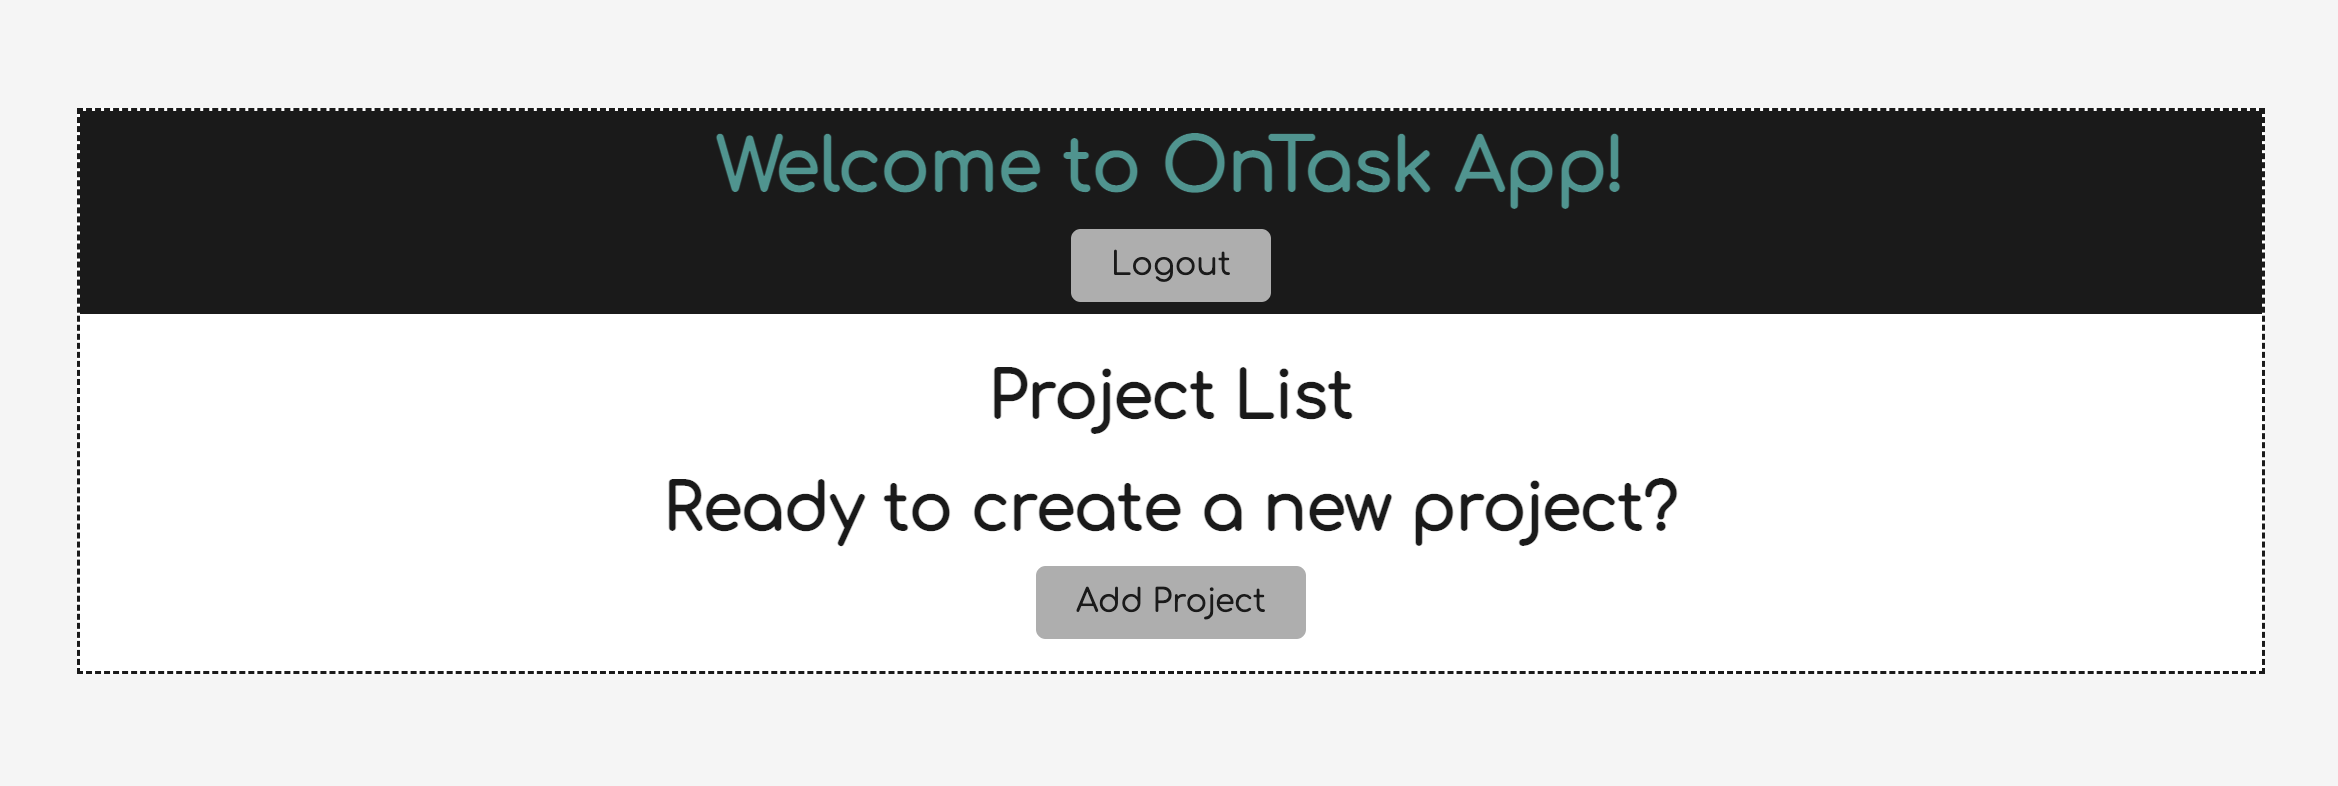 Welcome to OnTask App!
Logout
Project List
Ready to create a new project?
Add Project